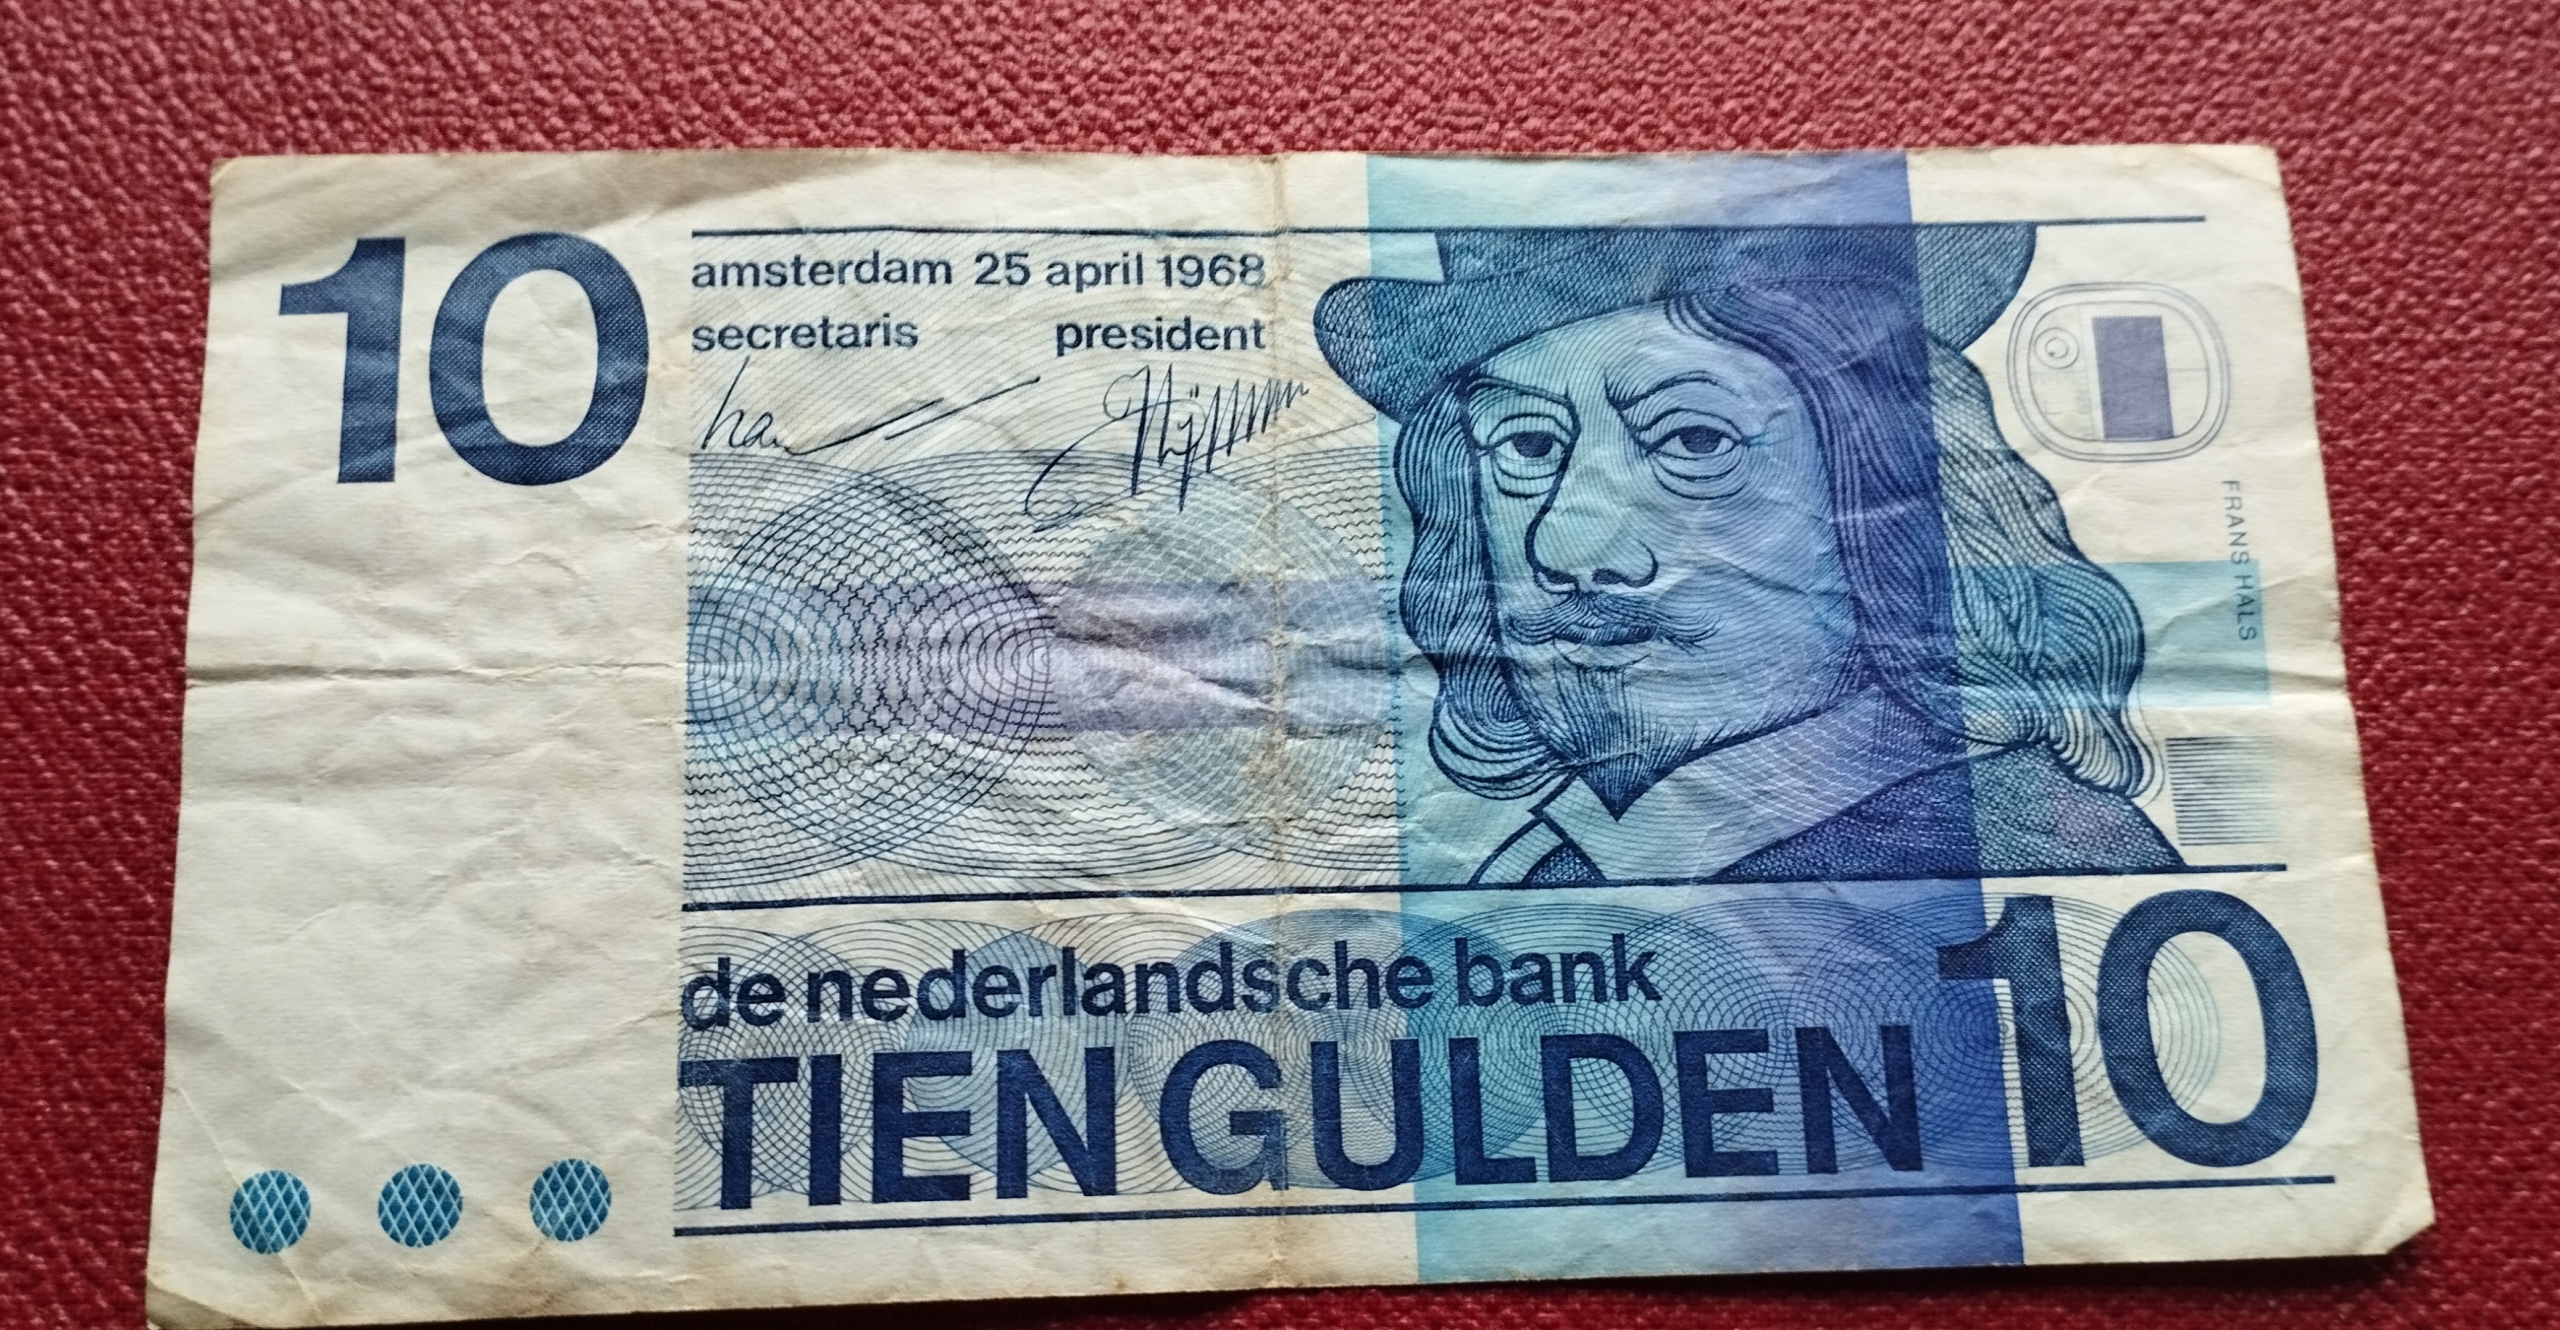 10
amsterdam 25 april 1968
secretaris president
FRANS HALS
de nederlandsche bank
TIEN GULDEN 10